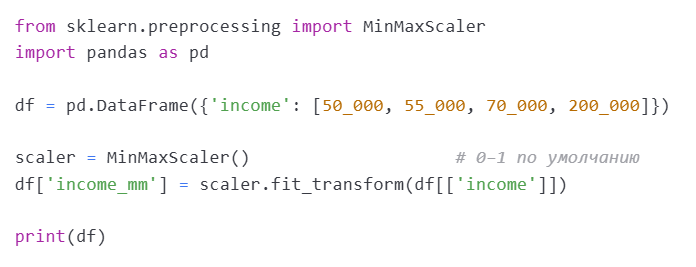 from sklearn.preprocessing import MinMaxScaler
import pandas as pd
df = pd.DataFrame({'income': [50_000, 55_000, 70_000, 200_000]})
scaler = MinMaxScaler()                    # 0–1 по умолчанию
df['income_mm'] = scaler.fit_transform(df[['income']])
print(df)